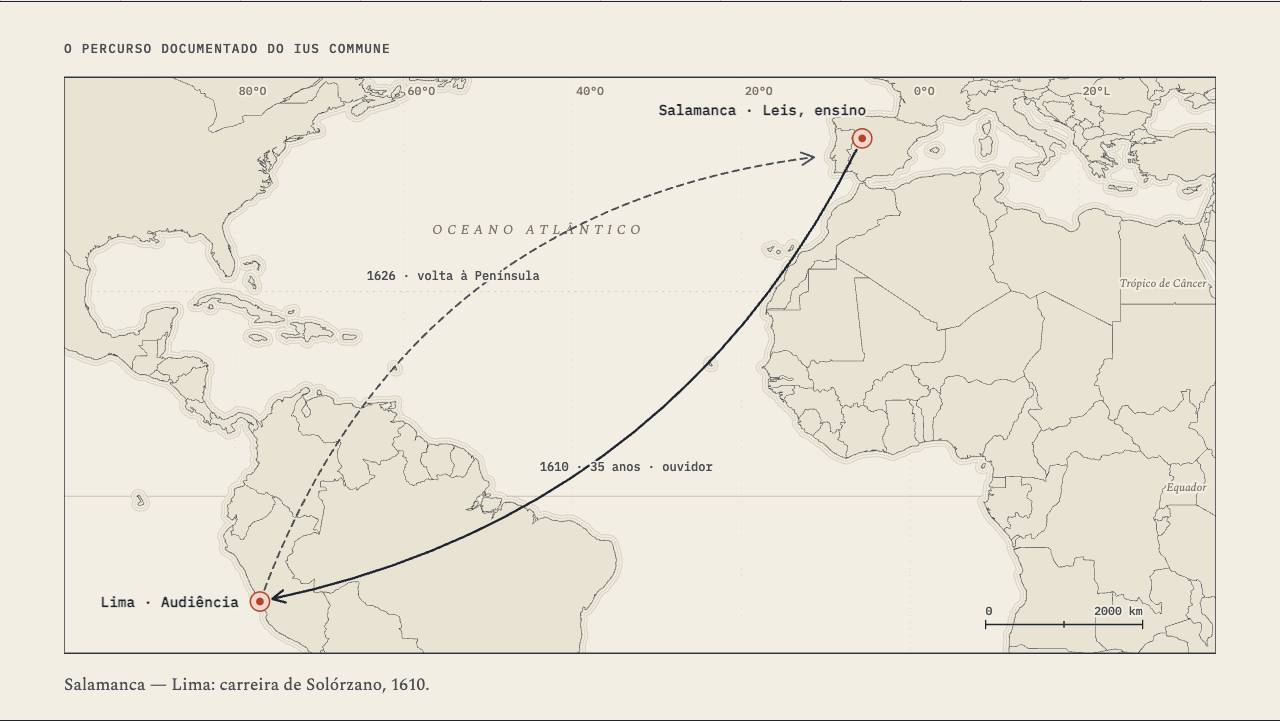 O PERCURSO DOCUMENTADO DO IUS COMMUNE
80°O 60°O 40°O 20°O 0°O 20°L
Salamanca · Leis, ensino
OCEANO ATLÂNTICO
1626 · volta à Península
Trópico de Câncer
1610 · 35 anos · ouvidor
Equador
Lima · Audiência
0 2000 km
Salamanca — Lima: carreira de Solórzano, 1610.